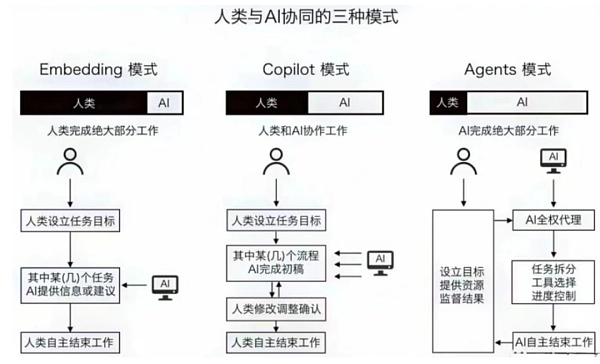 人类与AI协同的三种模式
Embedding 模式
人类
AI
人类完成绝大部分工作
人类设立任务目标
其中某(几)个任务
AI提供信息或建议
AI
人类自主结束工作
Copilot 模式
人类
AI
人类和AI协作工作
人类设立任务目标
其中某(几)个流程
AI完成初稿
AI
人类修改调整确认
人类自主结束工作
Agents 模式
人类
AI
AI完成绝大部分工作
AI
设立目标
提供资源
监督结果
AI全权代理
任务拆分
工具选择
进度控制
AI自主结束工作